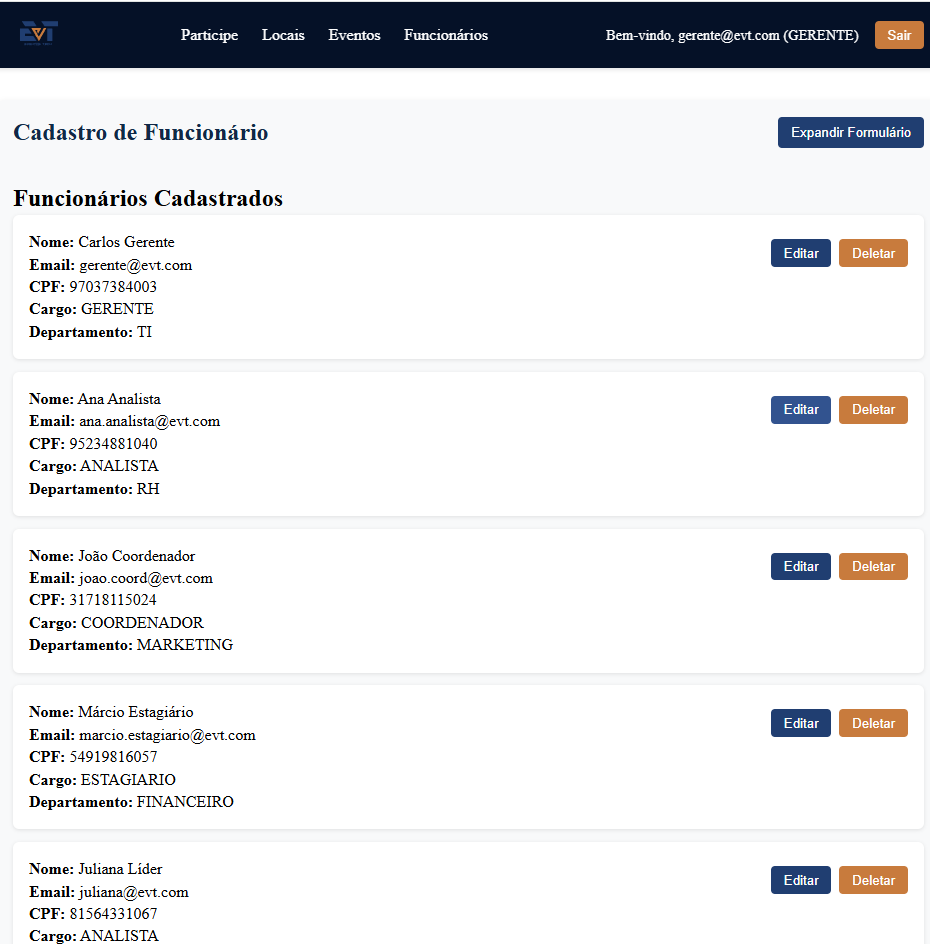 EVT
Participe Locais Eventos Funcionários Bem-vindo, gerente@evt.com (GERENTE) Sair
Cadastro de Funcionário Expandir Formulário
Funcionários Cadastrados
Nome: Carlos Gerente Editar Deletar
Email: gerente@evt.com
CPF: 97037384003
Cargo: GERENTE
Departamento: TI
Nome: Ana Analista Editar Deletar
Email: ana.analista@evt.com
CPF: 95234881040
Cargo: ANALISTA
Departamento: RH
Nome: João Coordenador Editar Deletar
Email: joao.coord@evt.com
CPF: 31718115024
Cargo: COORDENADOR
Departamento: MARKETING
Nome: Márcio Estagiário Editar Deletar
Email: marcio.estagiario@evt.com
CPF: 54919816057
Cargo: ESTAGIARIO
Departamento: FINANCEIRO
Nome: Juliana Líder Editar Deletar
Email: juliana@evt.com
CPF: 81564331067
Cargo: ANALISTA